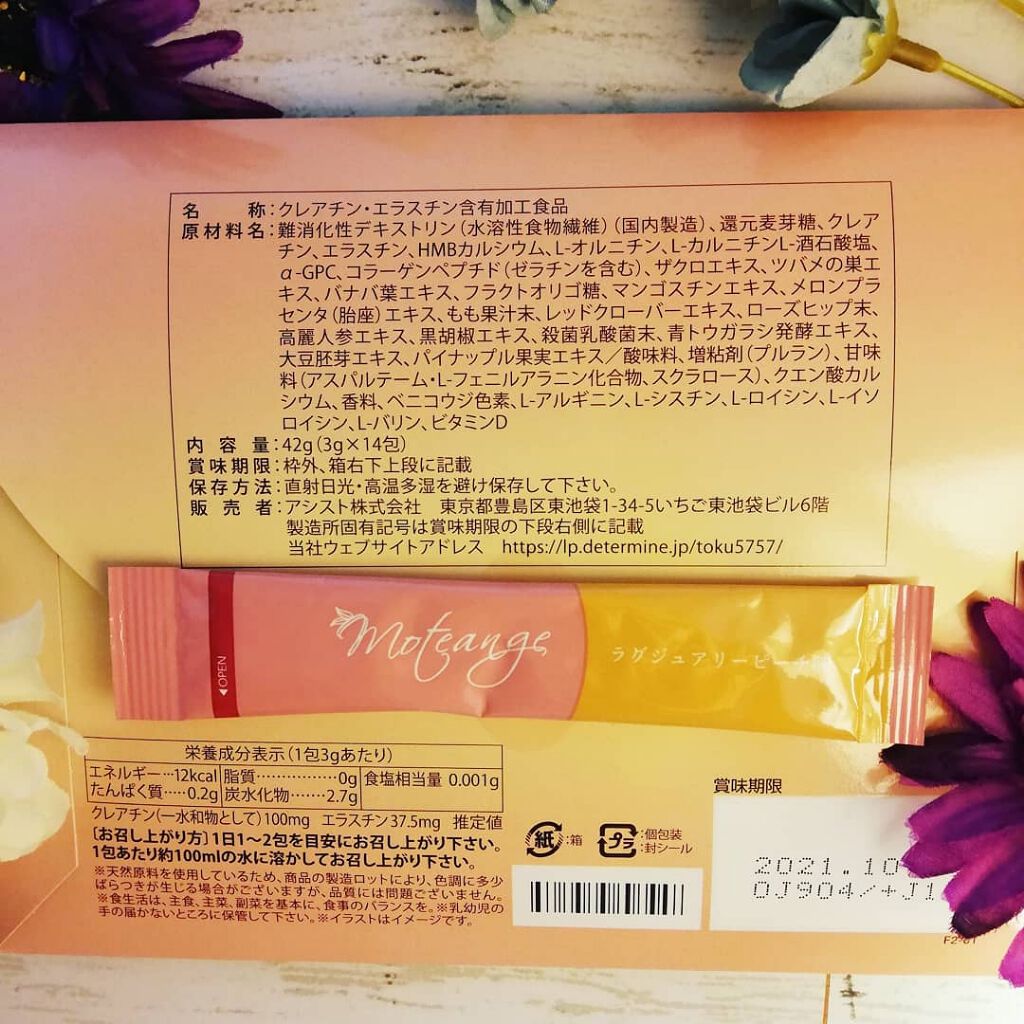 名　　　称:クレアチン・エラスチン含有加工食品
原材料名:難消化性デキストリン(水溶性食物繊維)(国内製造)、還元麦芽糖、クレア
チン、エラスチン、HMBカルシウム、L-オルニチン、L-カルニチンL-酒石酸塩、
α-GPC、コラーゲンペプチド(ゼラチンを含む)、ザクロエキス、ツバメの巣エ
キス、バナバ葉エキス、フラクトオリゴ糖、マンゴスチンエキス、メロンプラ
センタ(胎座)エキス、もも果汁末、レッドクローバーエキス、ローズヒップ末、
高麗人参エキス、黒胡椒エキス、殺菌乳酸菌末、青トウガラシ発酵エキス、
大豆胚芽エキス、パイナップル果実エキス／酸味料、増粘剤(プルラン)、甘味
料(アスパルテーム・L-フェニルアラニン化合物、スクラロース)、クエン酸カル
シウム、香料、ベニコウジ色素、L-アルギニン、L-シスチン、L-ロイシン、L-イソ
ロイシン、L-バリン、ビタミンD
内 容 量:42g(3g×14包)
賞味期限:枠外、箱右下上段に記載
保存方法:直射日光・高温多湿を避け保存して下さい。
販 売 者:アシスト株式会社　東京都豊島区東池袋1-34-5いちご東池袋ビル6階
製造所固有記号は賞味期限の下段右側に記載
当社ウェブサイトアドレス　https://lp.determine.jp/toku5757/
◀OPEN
Moteange
ラグジュアリーピー
栄養成分表示(1包3gあたり)
エネルギー…12kcal 脂質……………0g 食塩相当量 0.001g
たんぱく質……0.2g 炭水化物……2.7g
クレアチン(一水和物として)100mg　エラスチン37.5mg　推定値
〔お召し上がり方〕1日1～2包を目安にお召し上がり下さい。
1包あたり約100mlの水に溶かしてお召し上がり下さい。
※天然原料を使用しているため、商品の製造ロットにより、色調に多少
ばらつきが生じる場合がございますが、品質には問題ございません。
※食生活は、主食、主菜、副菜を基本に、食事のバランスを。※乳幼児の
手の届かないところに保管して下さい。※イラストはイメージです。
紙:箱
プラ:個包装
:封シール
賞味期限
2021.10
OJ904/+J1